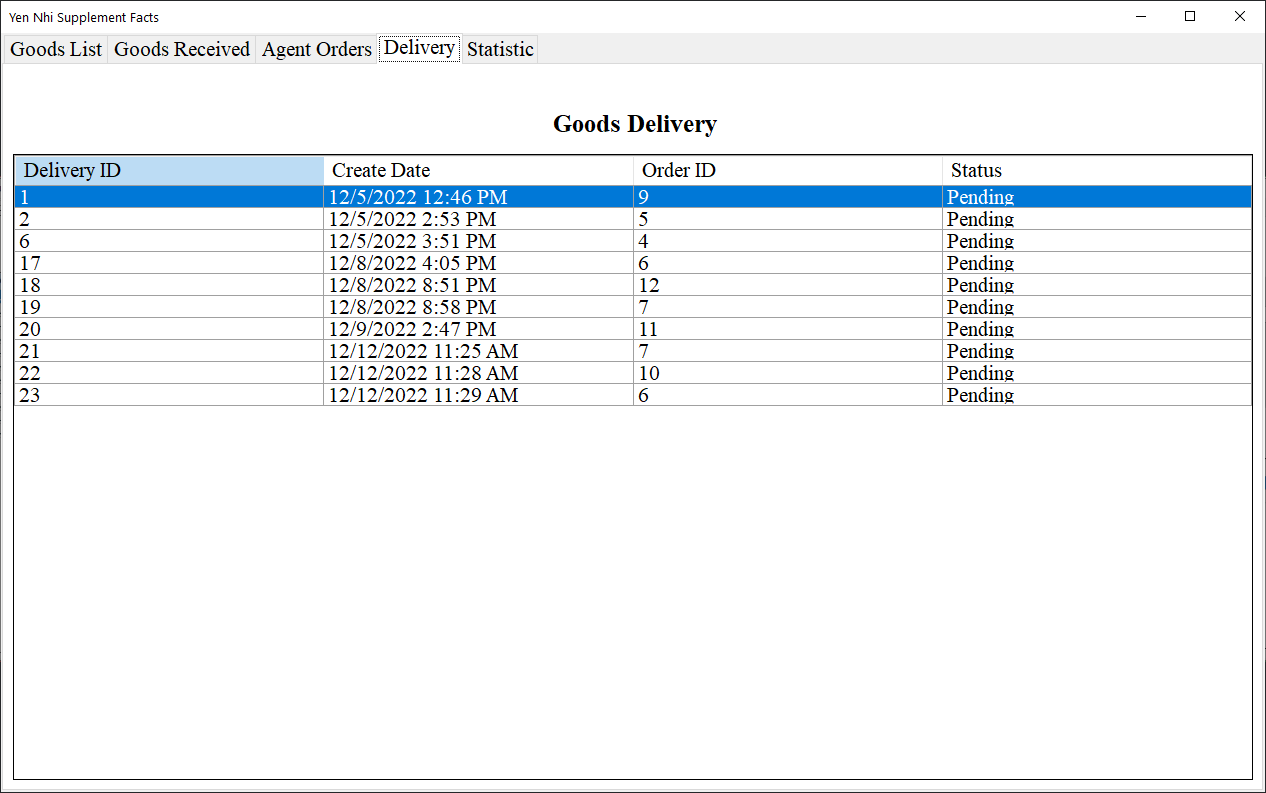 Yen Nhi Supplement Facts
Goods List Goods Received Agent Orders Delivery Statistic
Goods Delivery
Delivery ID Create Date Order ID Status
1 12/5/2022 12:46 PM 9 Pending
2 12/5/2022 2:53 PM 5 Pending
6 12/5/2022 3:51 PM 4 Pending
17 12/8/2022 4:05 PM 6 Pending
18 12/8/2022 8:51 PM 12 Pending
19 12/8/2022 8:58 PM 7 Pending
20 12/9/2022 2:47 PM 11 Pending
21 12/12/2022 11:25 AM 7 Pending
22 12/12/2022 11:28 AM 10 Pending
23 12/12/2022 11:29 AM 6 Pending